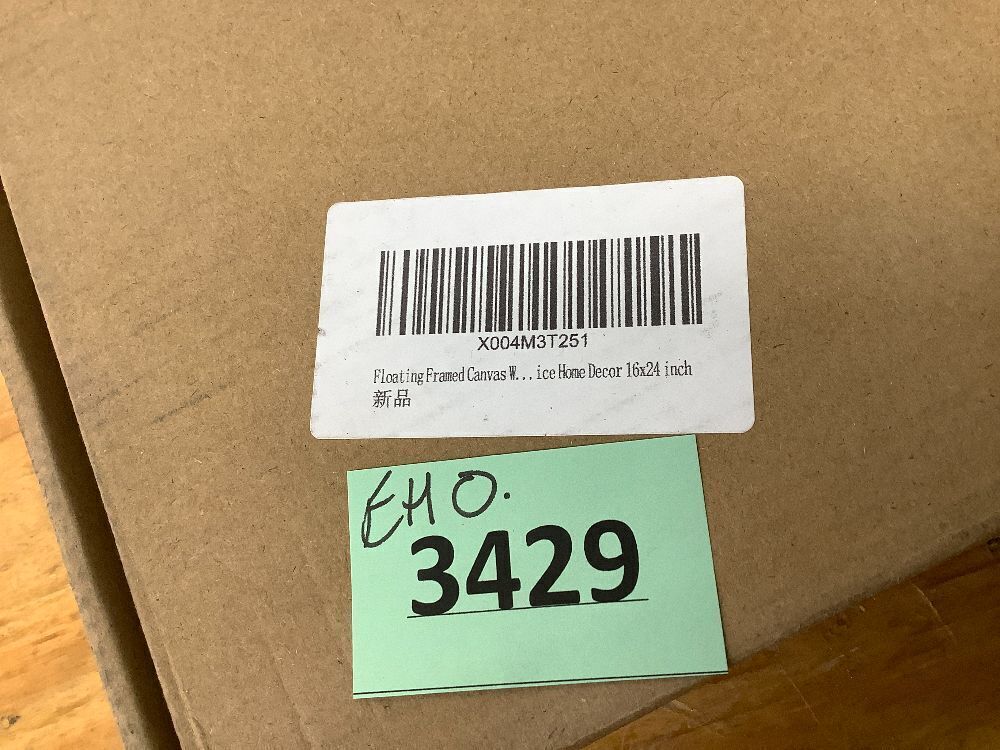 X004M3T251
Floating Framed Canvas W...ice Home Decor 16x24 inch
新品
EHO.
3429